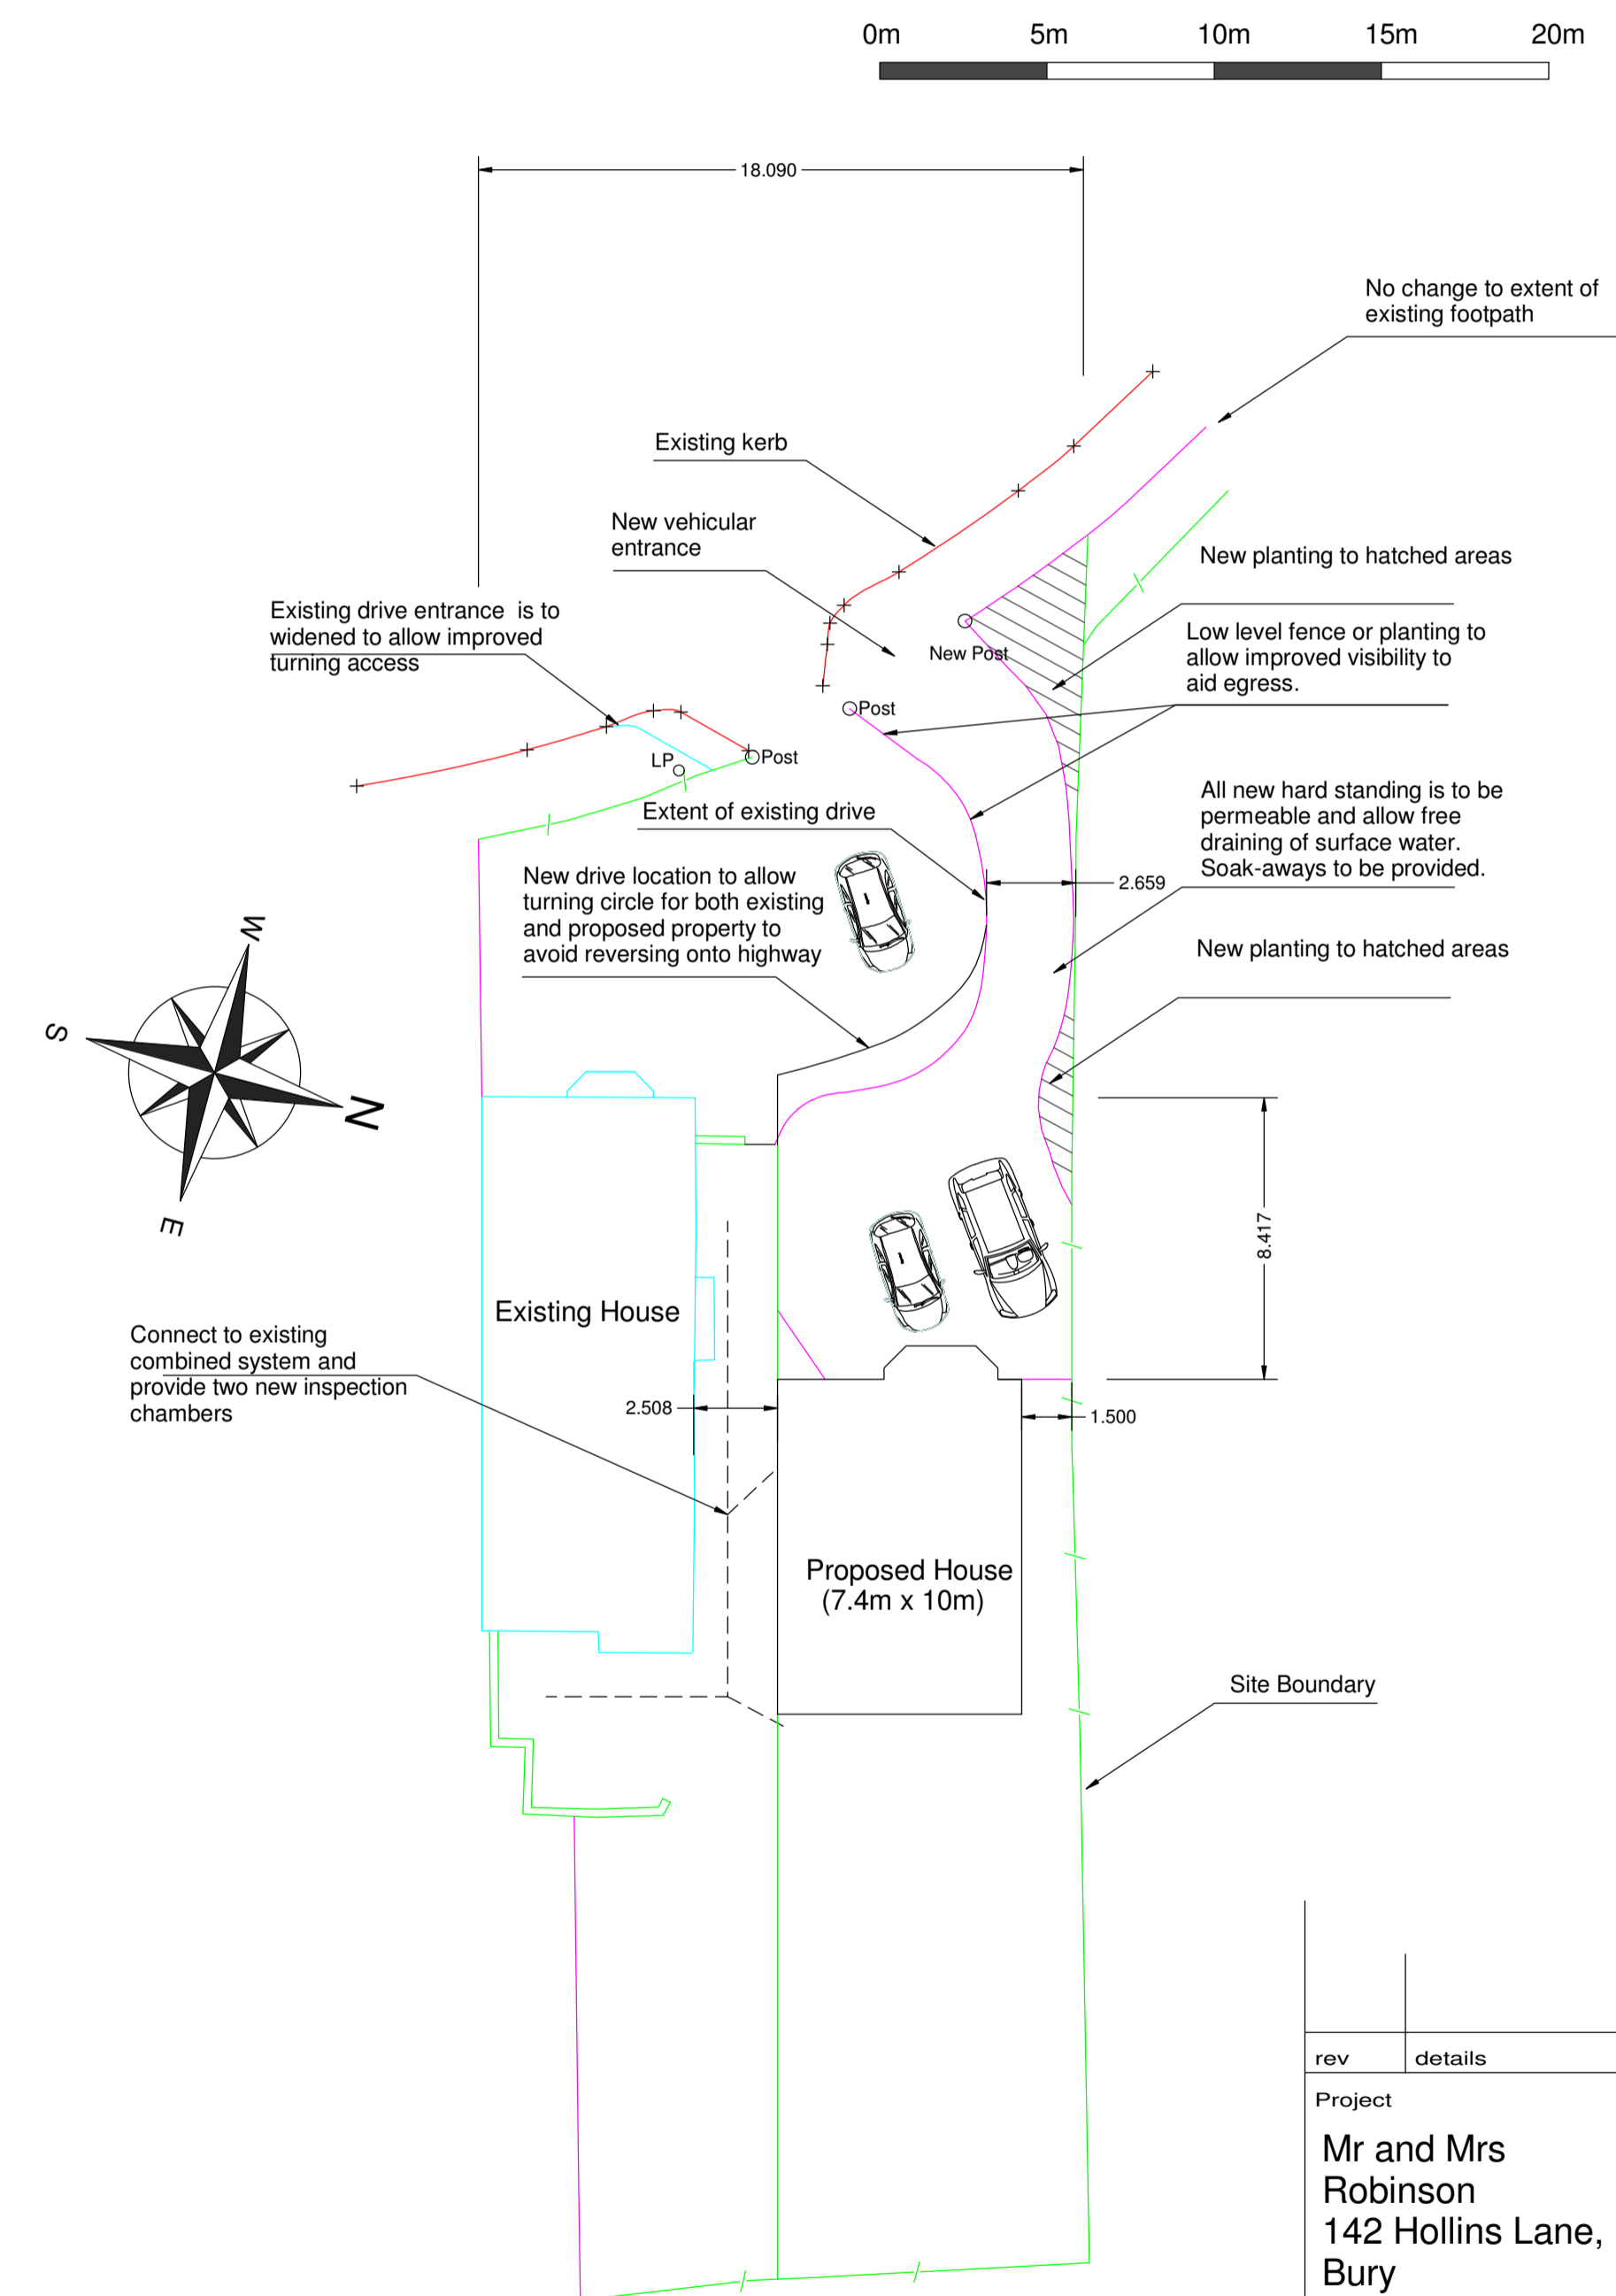 0m 5m 10m 15m 20m
18.090
No change to extent of
existing footpath
Existing kerb
New vehicular
entrance
New planting to hatched areas
Existing drive entrance is to
widened to allow improved
turning access
Low level fence or planting to
allow improved visibility to
aid egress.
New Post
Post
LP
Post
Extent of existing drive
All new hard standing is to be
permeable and allow free
draining of surface water.
Soak-aways to be provided.
New drive location to allow
turning circle for both existing
and proposed property to
avoid reversing onto highway
2.659
New planting to hatched areas
W
S
N
E
8.417
Existing House
Connect to existing
combined system and
provide two new inspection
chambers
2.508
1.500
Proposed House
(7.4m x 10m)
Site Boundary
rev details
Project
Mr and Mrs
Robinson
142 Hollins Lane,
Bury